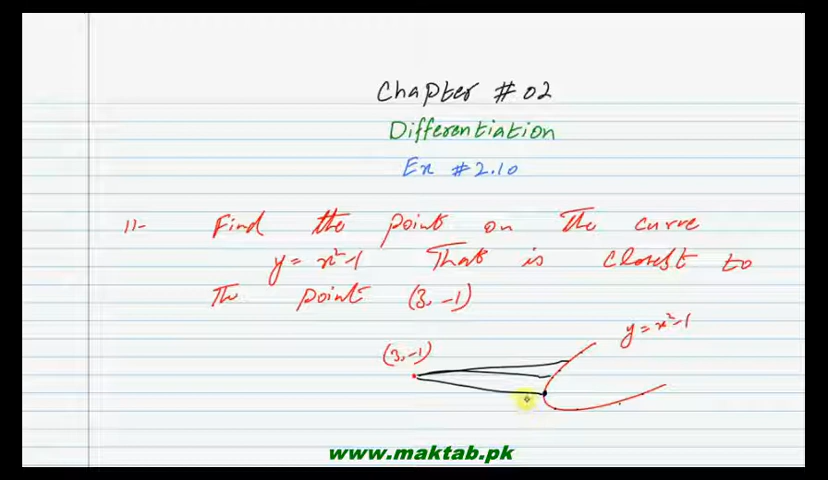 Chapter # 02
Differentiation
Ex # 2.10
11- Find the point on the curve
y = x²-1 That is closest to
The point (3, -1)
y = x²-1
(3, -1)
www.maktab.pk